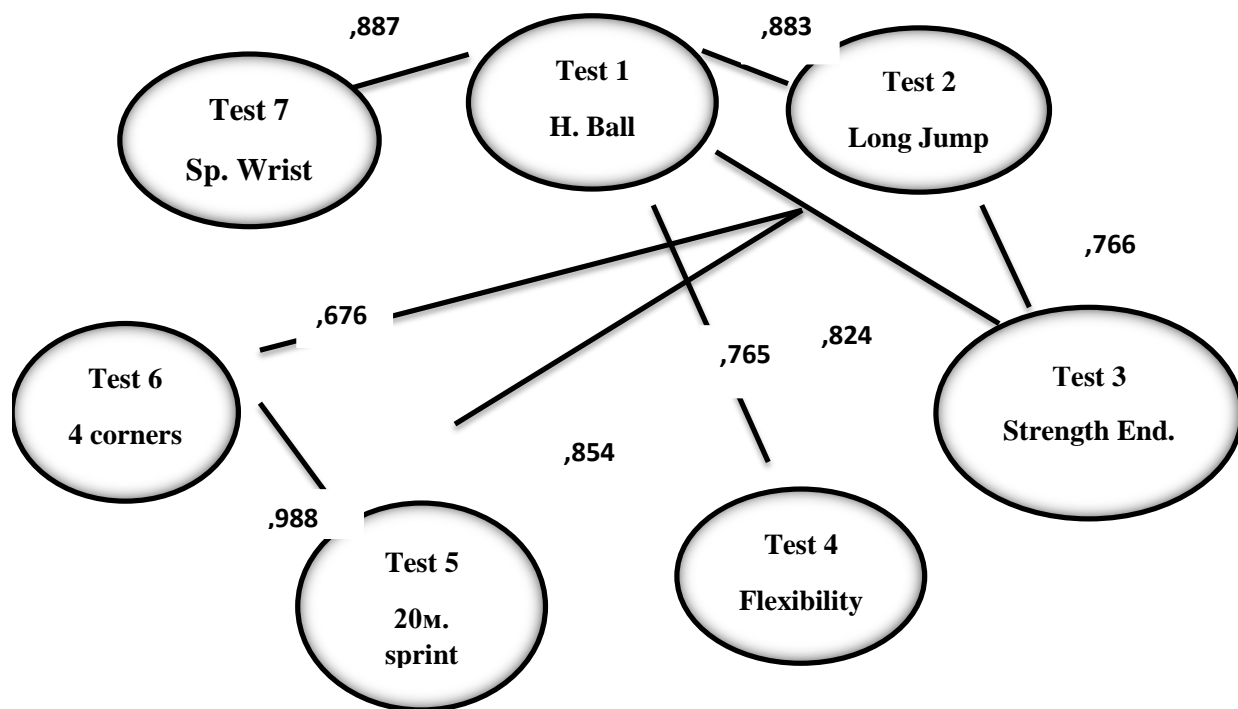 ,887
,883
Test 1
H. Ball
Test 2
Long Jump
Test 7
Sp. Wrist
,766
,676
,824
,765
Test 6
4 corners
Test 3
Strength End.
,854
,988
Test 5
20м.
sprint
Test 4
Flexibility